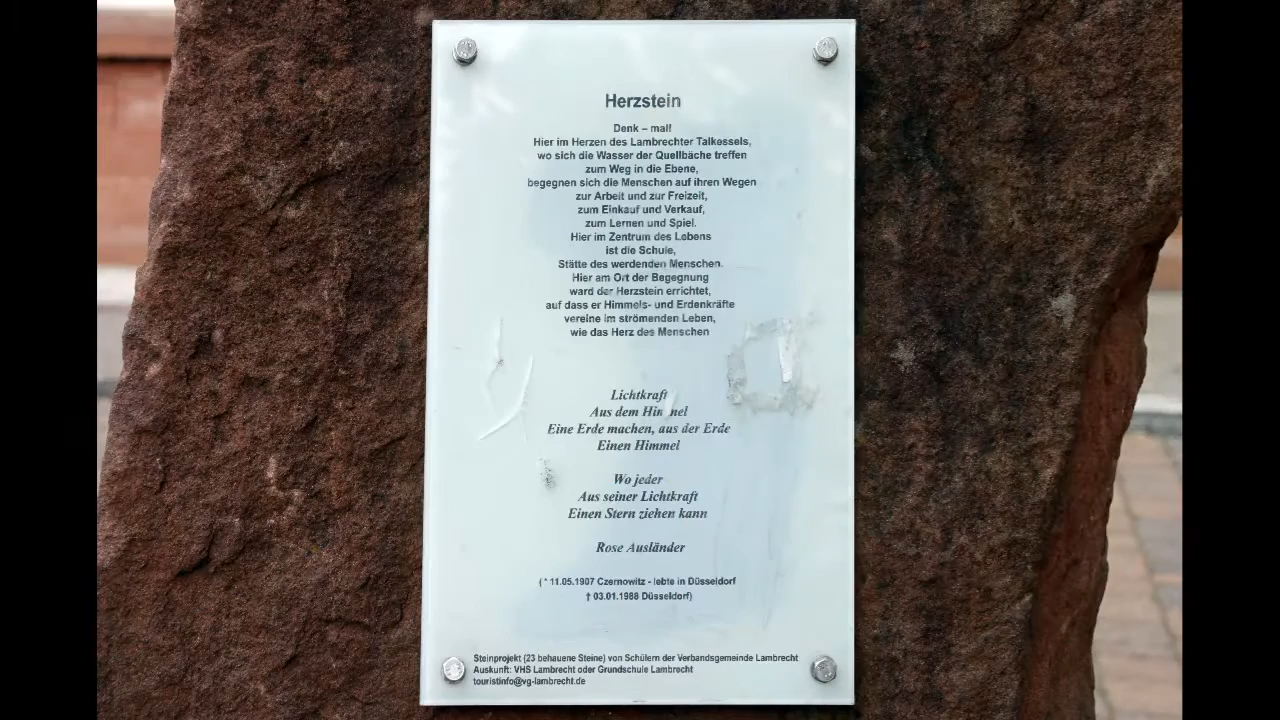 Herzstein
Denk – mal!
Hier im Herzen des Lambrechter Talkessels,
wo sich die Wasser der Quellbäche treffen
zum Weg in die Ebene,
begegnen sich die Menschen auf ihren Wegen
zur Arbeit und zur Freizeit,
zum Einkauf und Verkauf,
zum Lernen und Spiel.
Hier im Zentrum des Lebens
ist die Schule,
Stätte des werdenden Menschen.
Hier am Ort der Begegnung
ward der Herzstein errichtet,
auf dass er Himmels- und Erdenkräfte
vereine im strömenden Leben,
wie das Herz des Menschen
Lichtkraft
Aus dem Himmel
Eine Erde machen, aus der Erde
Einen Himmel
Wo jeder
Aus seiner Lichtkraft
Einen Stern ziehen kann
Rose Ausländer
( * 11.05.1907 Czernowitz - lebte in Düsseldorf
† 03.01.1988 Düsseldorf)
Steinprojekt (23 behauene Steine) von Schülern der Verbandsgemeinde Lambrecht
Auskunft: VHS Lambrecht oder Grundschule Lambrecht
touristinfo@vg-lambrecht.de